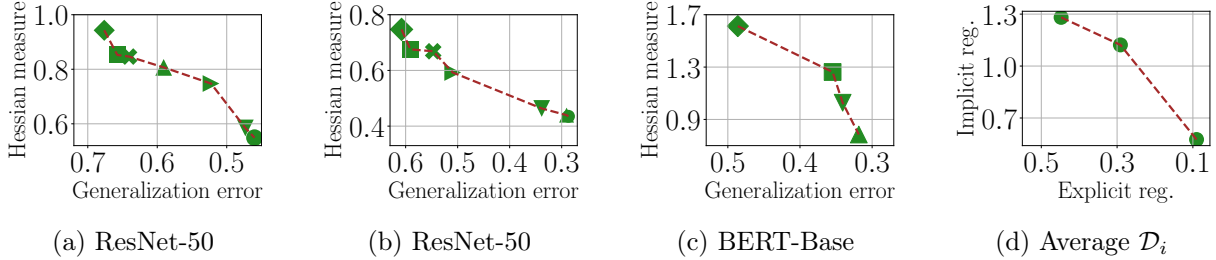 Hessian measure
1.0
0.8
0.6
0.7
0.6
0.5
Generalization error
(a) ResNet-50
Hessian measure
0.8
0.6
0.4
0.6
0.5
0.4
0.3
Generalization error
(b) ResNet-50
Hessian measure
1.7
1.3
0.9
0.5
0.4
0.3
Generalization error
(c) BERT-Base
Implicit reg.
1.3
1.0
0.7
0.5
0.3
0.1
Explicit reg.
(d) Average 𝒟ᵢ